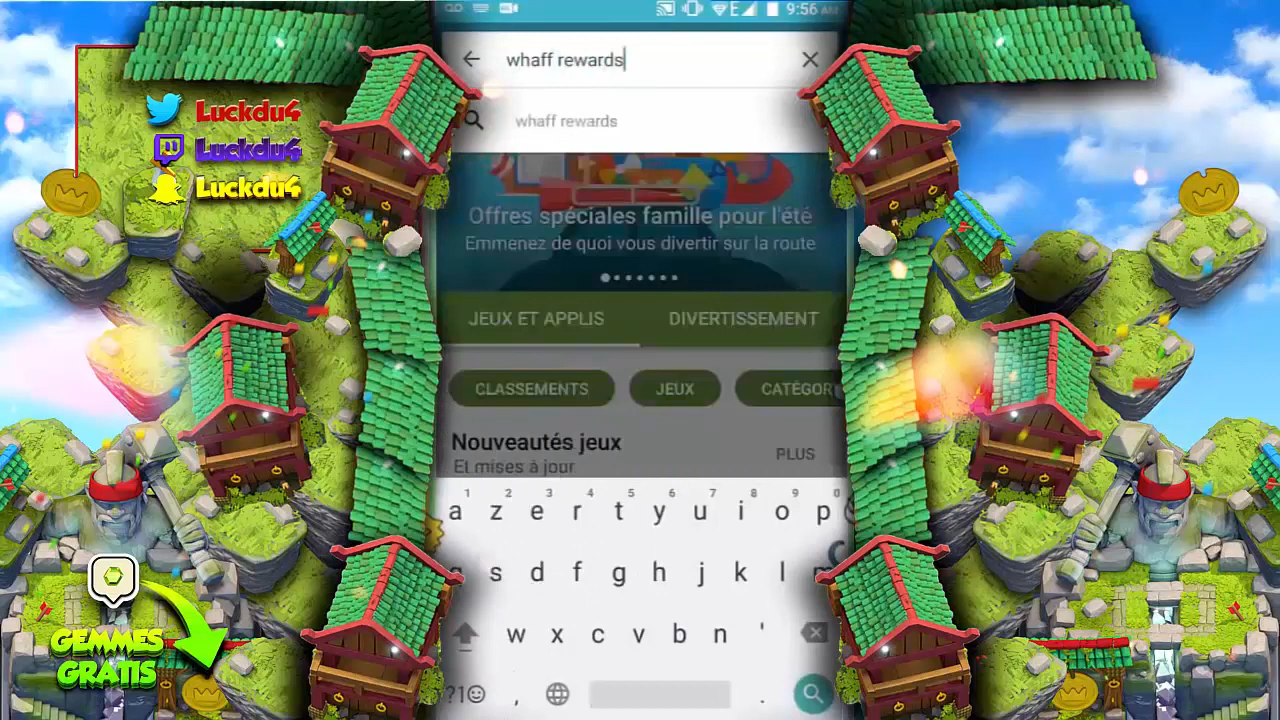 9:56 AM
whaff rewards
whaff rewards
Luckdu4
Luckdu4
Luckdu4
Offres spéciales famille pour l'été
Emmenez de quoi vous divertir sur la route
JEUX ET APPLIS DIVERTISSEMENT
CLASSEMENTS JEUX CATÉGOR
Nouveautés jeux
Et mises à jour
PLUS
1 2 3 4 5 6 7 8 9 0
a z e r t y u i o p
q s d f g h j k l m
w x c v b n '
?1☺ , .
GEMMES
GRATIS